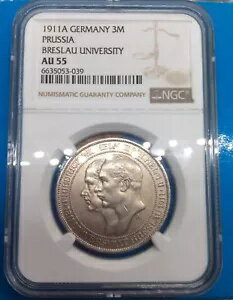 1911A GERMANY 3M
PRUSSIA
BRESLAU UNIVERSITY
AU 55
6635053-039
NUMISMATIC GUARANTY COMPANY
NGC